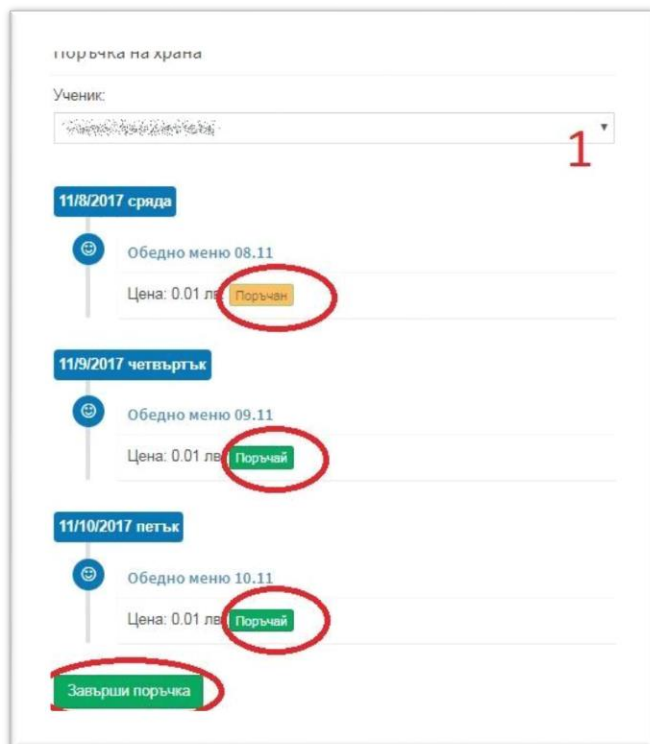 Поръчка на храна
Ученик:
1
11/8/2017 сряда
Обедно меню 08.11
Цена: 0.01 лв. Поръчан
11/9/2017 четвъртък
Обедно меню 09.11
Цена: 0.01 лв. Поръчай
11/10/2017 петък
Обедно меню 10.11
Цена: 0.01 лв. Поръчай
Завърши поръчка